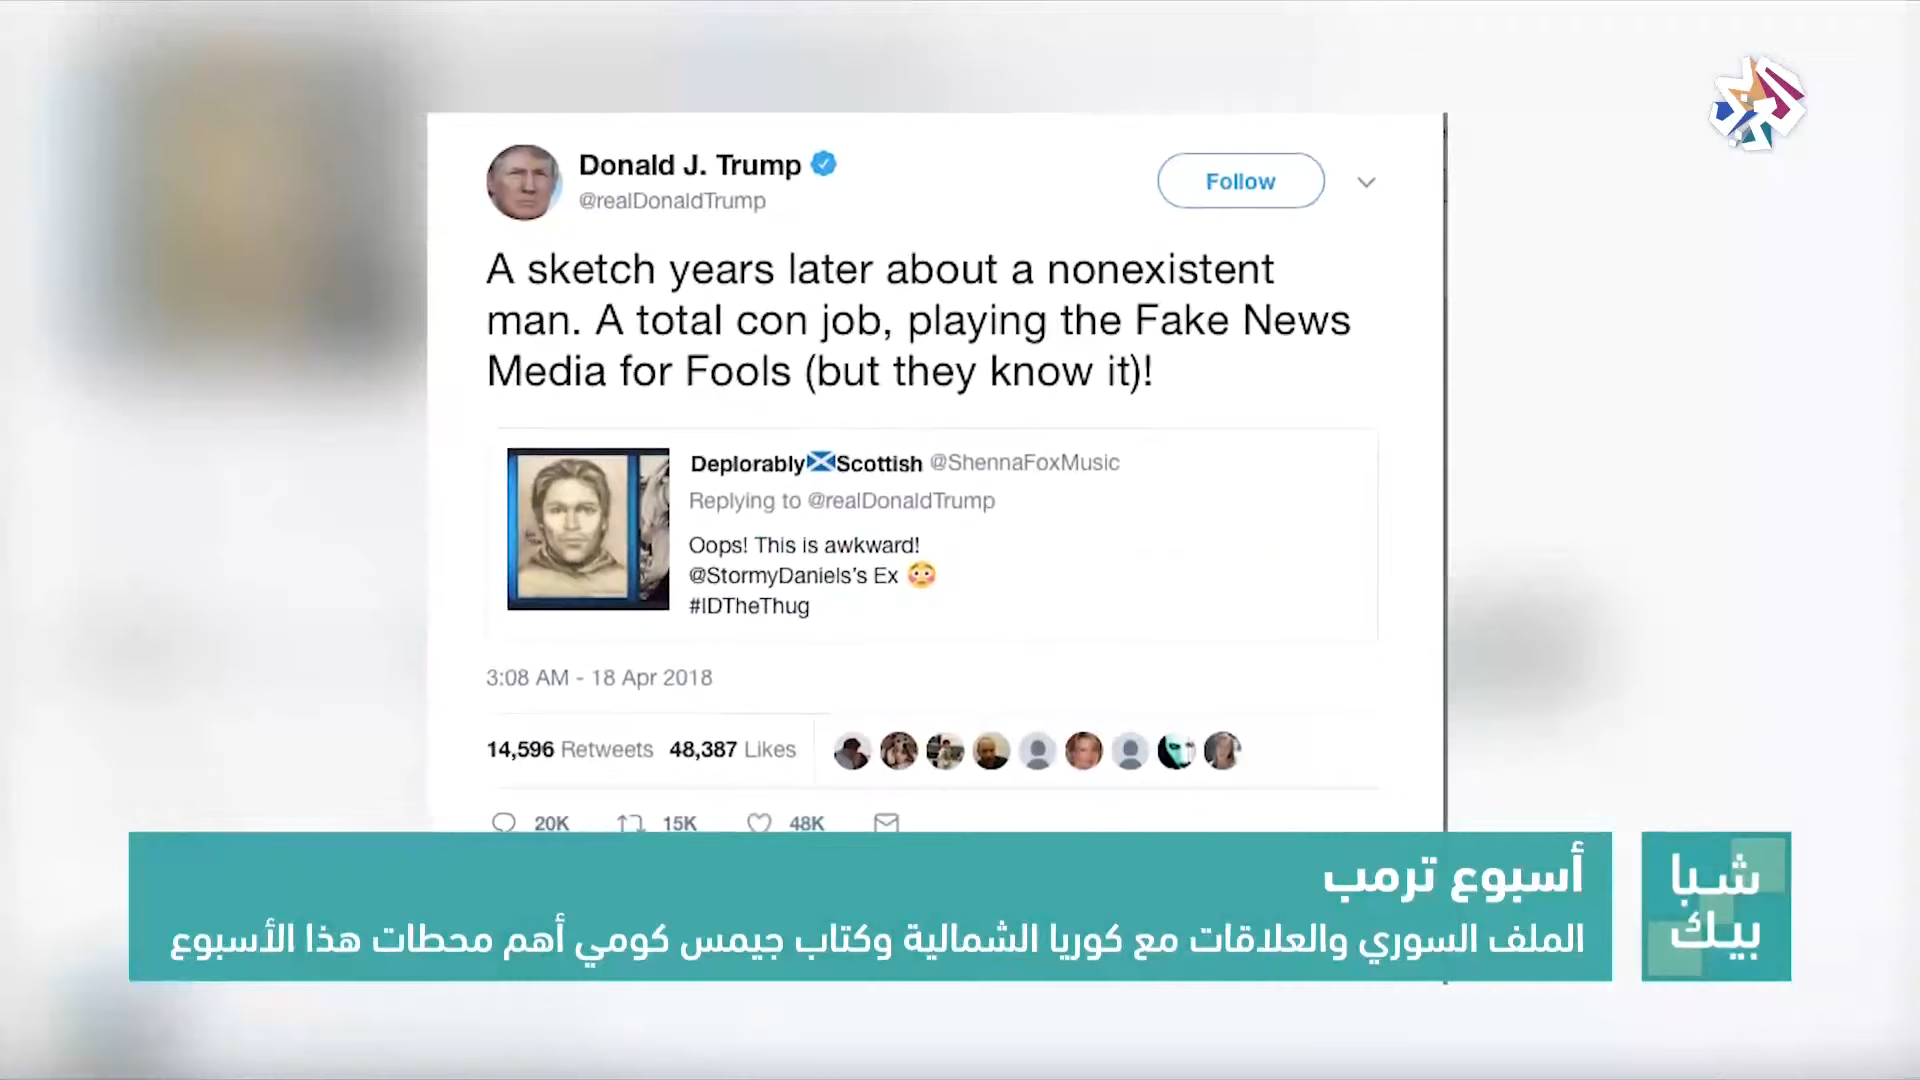 Donald J. Trump
@realDonaldTrump
Follow
A sketch years later about a nonexistent
man. A total con job, playing the Fake News
Media for Fools (but they know it)!
Deplorably🏴󠁧󠁢󠁳󠁣󠁴󠁿Scottish @ShennaFoxMusic
Replying to @realDonaldTrump
Oops! This is awkward!
@StormyDaniels's Ex 😳
#IDTheThug
3:08 AM - 18 Apr 2018
14,596 Retweets 48,387 Likes
20K 15K 48K
أسبوع ترمب
الملف السوري والعلاقات مع كوريا الشمالية وكتاب جيمس كومي أهم محطات هذا الأسبوع
شبا
بيك